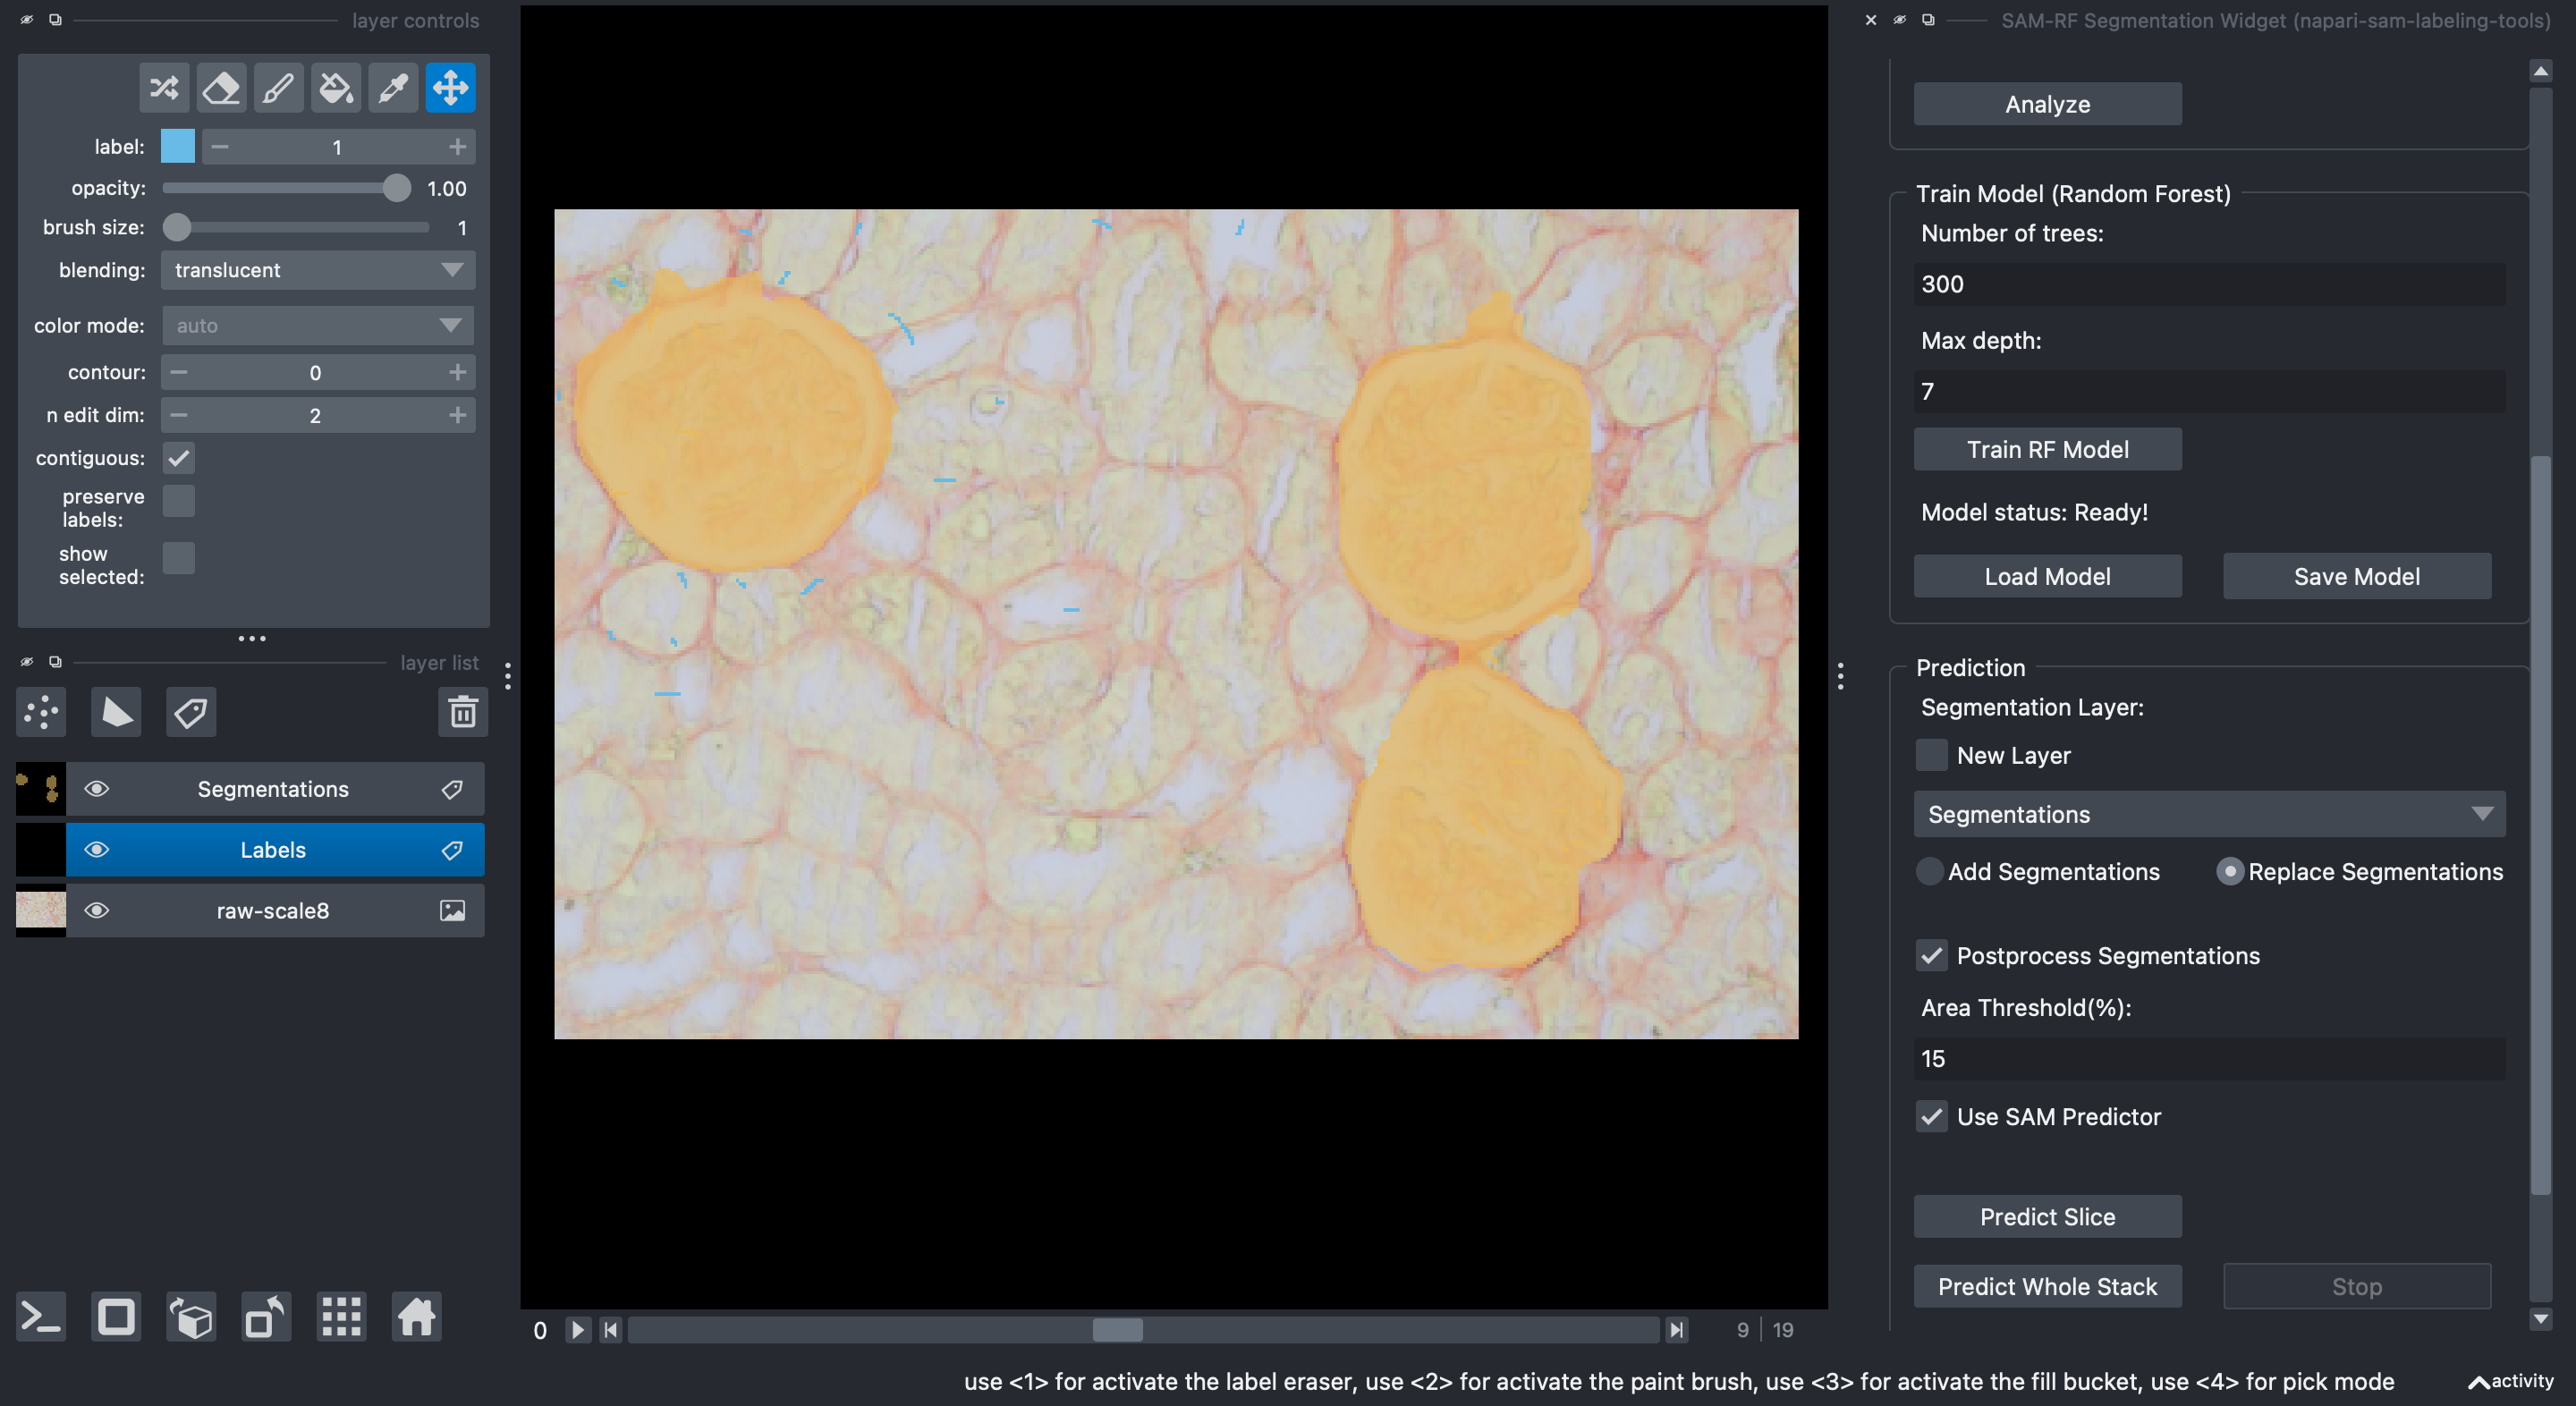 layer controls
label:
1
opacity:
1.00
brush size:
1
blending:
translucent
color mode:
auto
contour:
0
n edit dim:
2
contiguous:
preserve
labels:
show
selected:
layer list
Segmentations
Labels
raw-scale8
0
9 | 19
SAM-RF Segmentation Widget (napari-sam-labeling-tools)
Analyze
Train Model (Random Forest)
Number of trees:
300
Max depth:
7
Train RF Model
Model status: Ready!
Load Model
Save Model
Prediction
Segmentation Layer:
New Layer
Segmentations
Add Segmentations
Replace Segmentations
Postprocess Segmentations
Area Threshold(%):
15
Use SAM Predictor
Predict Slice
Predict Whole Stack
Stop
use <1> for activate the label eraser, use <2> for activate the paint brush, use <3> for activate the fill bucket, use <4> for pick mode
activity